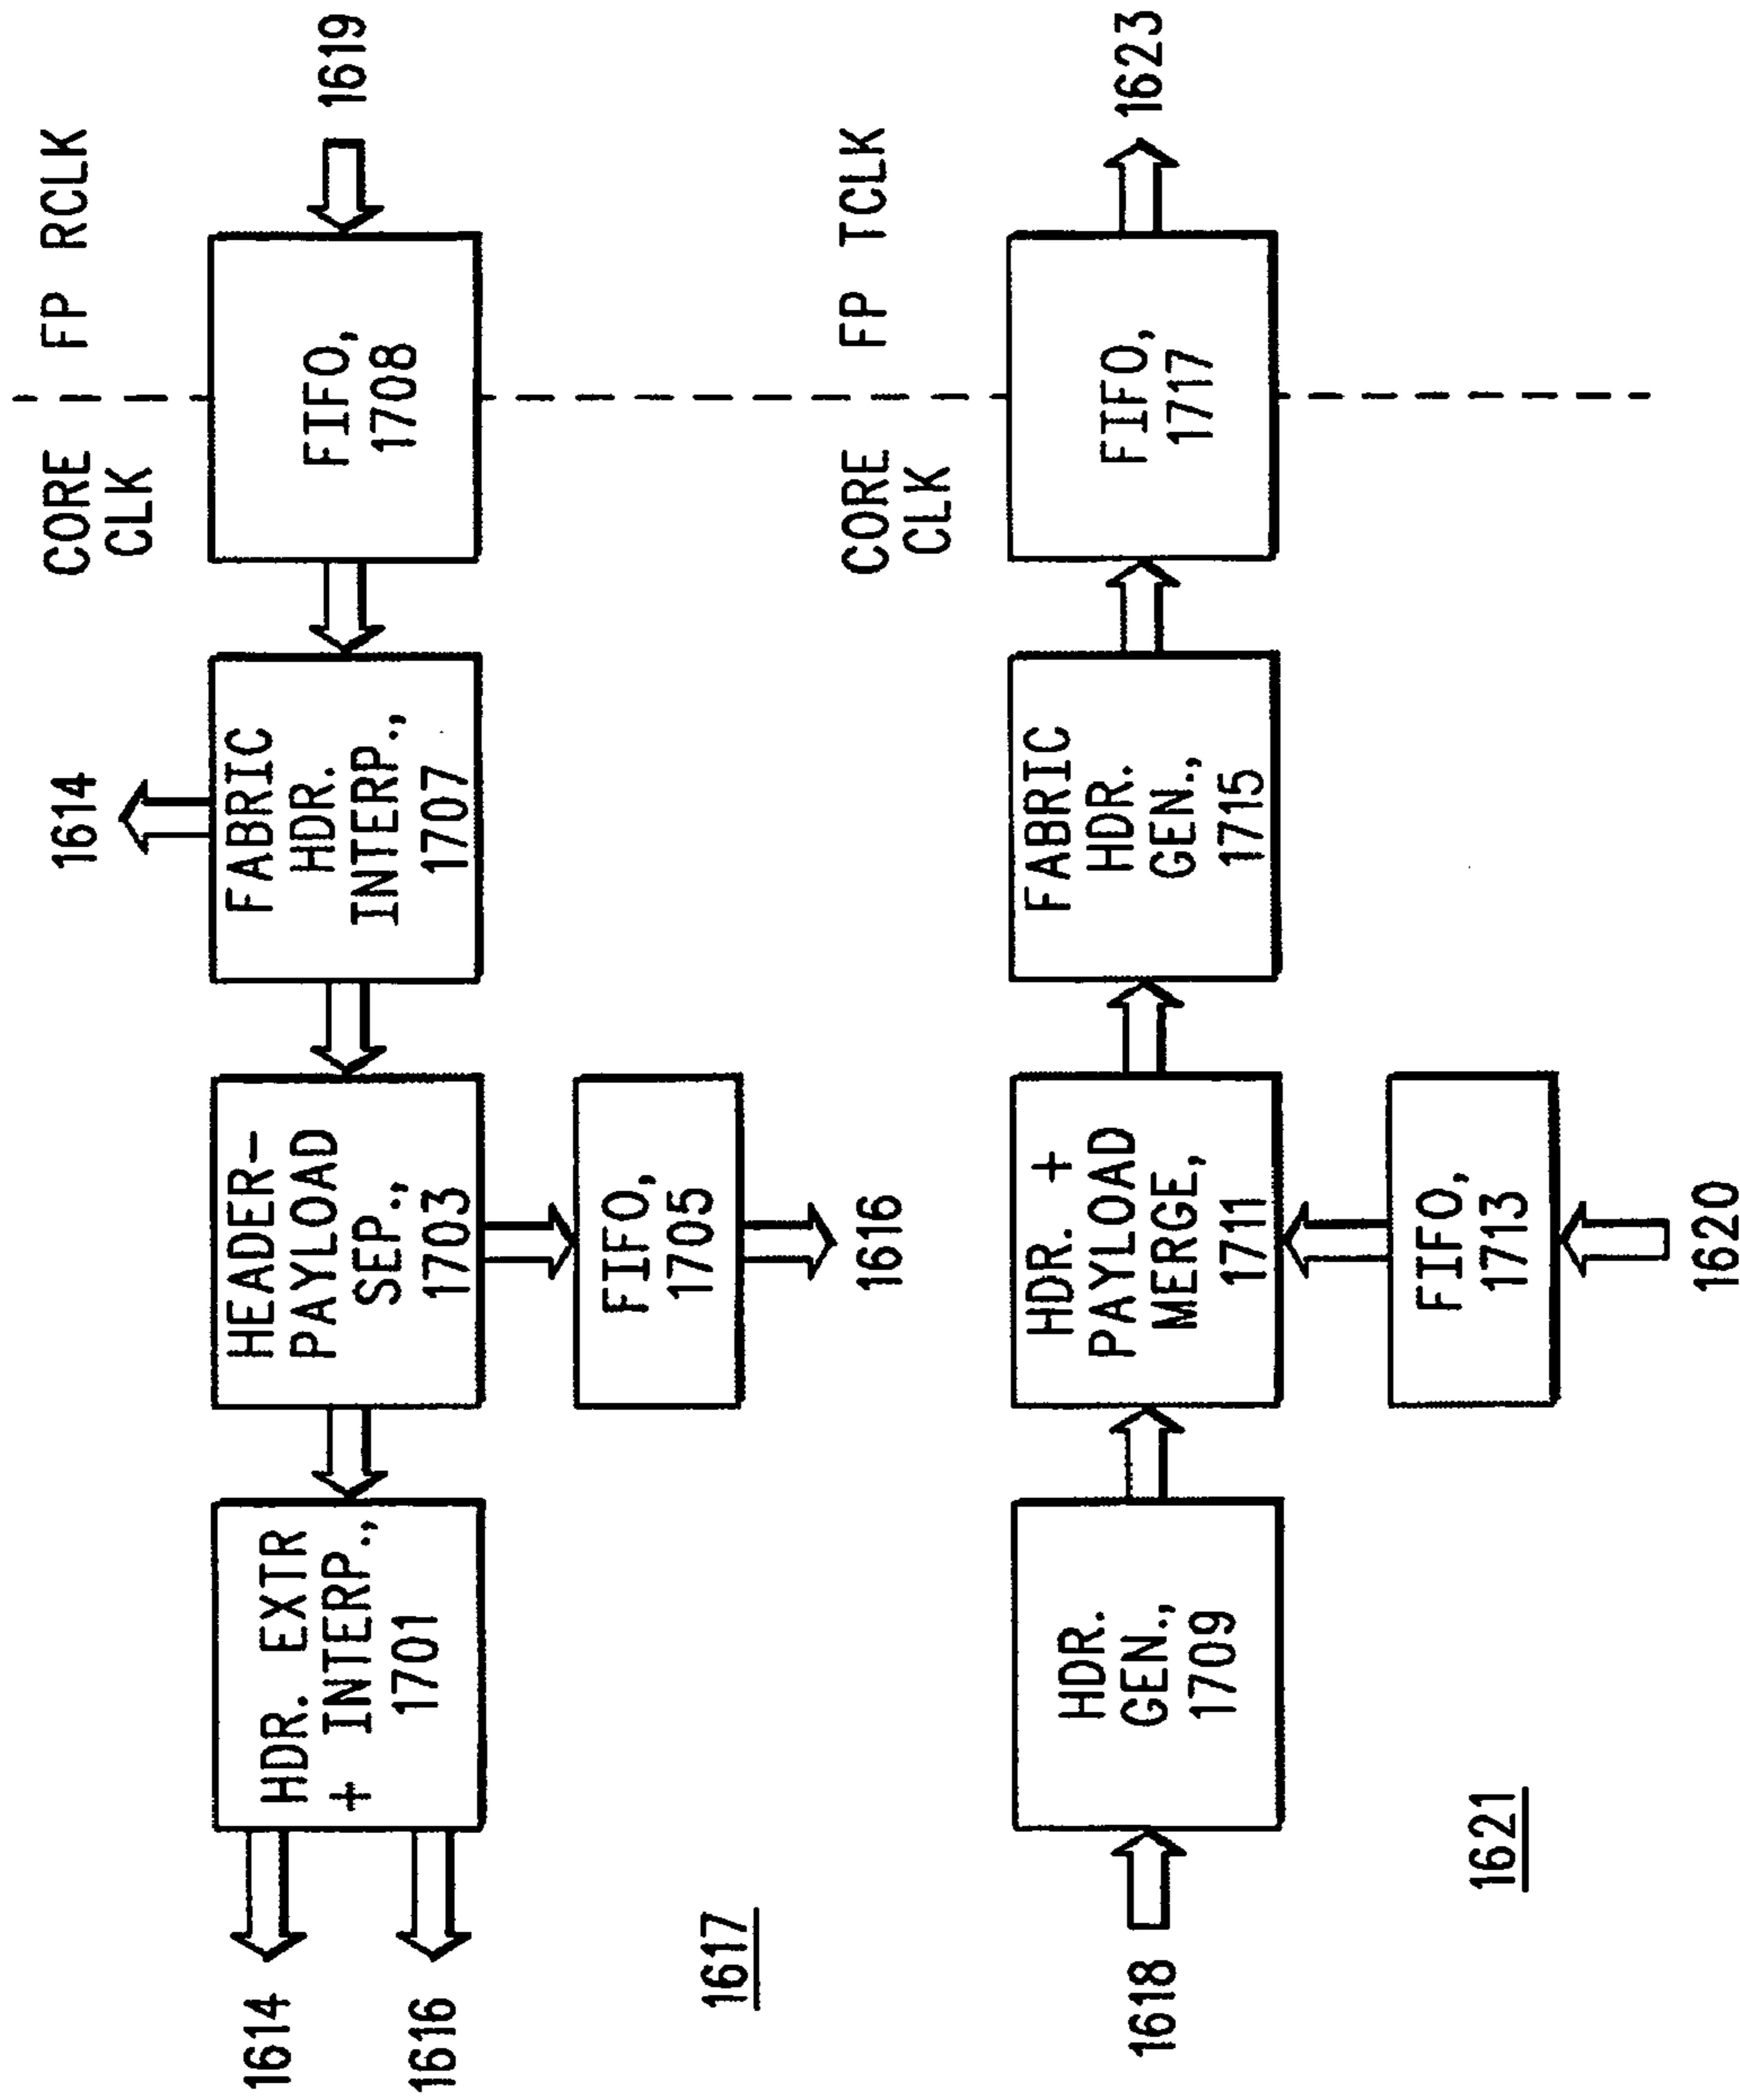 CORE
CLK
FP RCLK
1614
1614
1616
HDR. EXTR
+ INTERP.,
1701
HEADER-
PAYLOAD
SEP.,
1703
FABRIC
HDR.
INTERP.,
1707
FIFO,
1708
1619
FIFO,
1705
1616
1617
CORE
CLK
FP TCLK
1618
HDR.
GEN.,
1709
HDR. +
PAYLOAD
MERGE,
1711
FABRIC
HDR.
GEN.,
1715
FIFO,
1717
1623
FIFO,
1713
1620
1621